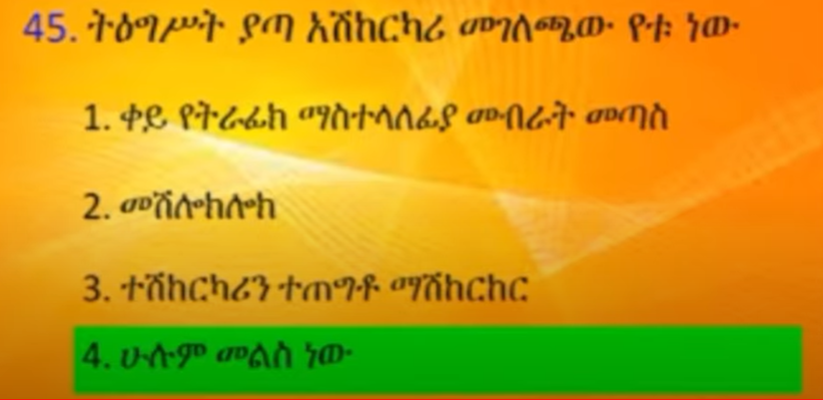 45. ትዕግሥት ያጣ አሽከርካሪ መገለጫው የቱ ነው
1. ቀይ የትራፊክ ማስተላለፊያ መብራት መጣስ
2. መሽሎክሎክ
3. ተሽከርካሪን ተጠግቶ ማሽከርከር
4. ሁሉም መልስ ነው